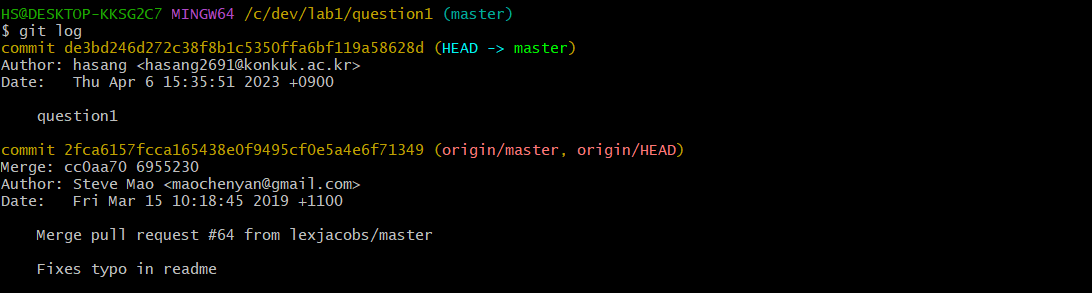 HS@DESKTOP-KKSG2C7 MINGW64 /c/dev/lab1/question1 (master)
$ git log
commit de3bd246d272c38f8b1c5350ffa6bf119a58628d (HEAD -> master)
Author: hasang <hasang2691@konkuk.ac.kr>
Date:   Thu Apr 6 15:35:51 2023 +0900
    question1
commit 2fca6157fcca165438e0f9495cf0e5a4e6f71349 (origin/master, origin/HEAD)
Merge: cc0aa70 6955230
Author: Steve Mao <maochenyan@gmail.com>
Date:   Fri Mar 15 10:18:45 2019 +1100
    Merge pull request #64 from lexjacobs/master
    Fixes typo in readme